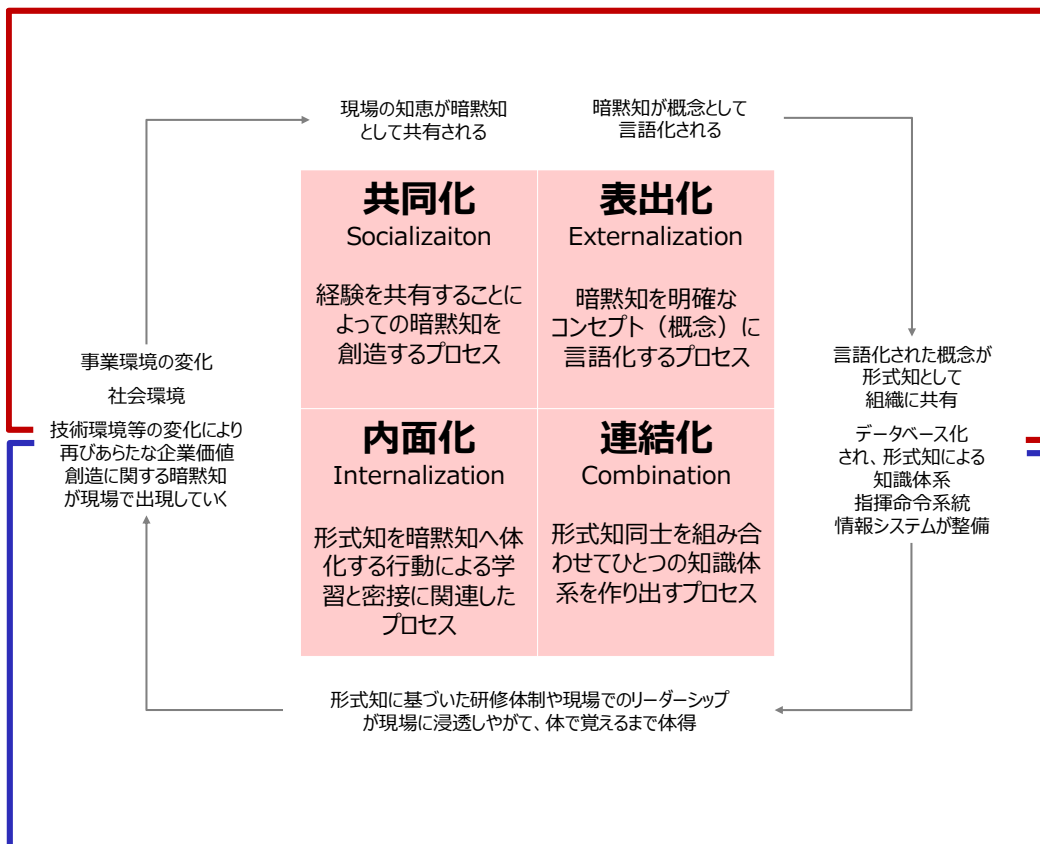 現場の知恵が暗黙知
として共有される
暗黙知が概念として
言語化される
共同化
Socializaiton
経験を共有することに
よっての暗黙知を
創造するプロセス
表出化
Externalization
暗黙知を明確な
コンセプト（概念）に
言語化するプロセス
事業環境の変化
社会環境
技術環境等の変化により
再びあらたな企業価値
創造に関する暗黙知
が現場で出現していく
言語化された概念が
形式知として
組織に共有
データベース化
され、形式知による
知識体系
指揮命令系統
情報システムが整備
内面化
Internalization
形式知を暗黙知へ体
化する行動による学
習と密接に関連した
プロセス
連結化
Combination
形式知同士を組み合
わせてひとつの知識体
系を作り出すプロセス
形式知に基づいた研修体制や現場でのリーダーシップ
が現場に浸透しやがて、体で覚えるまで体得